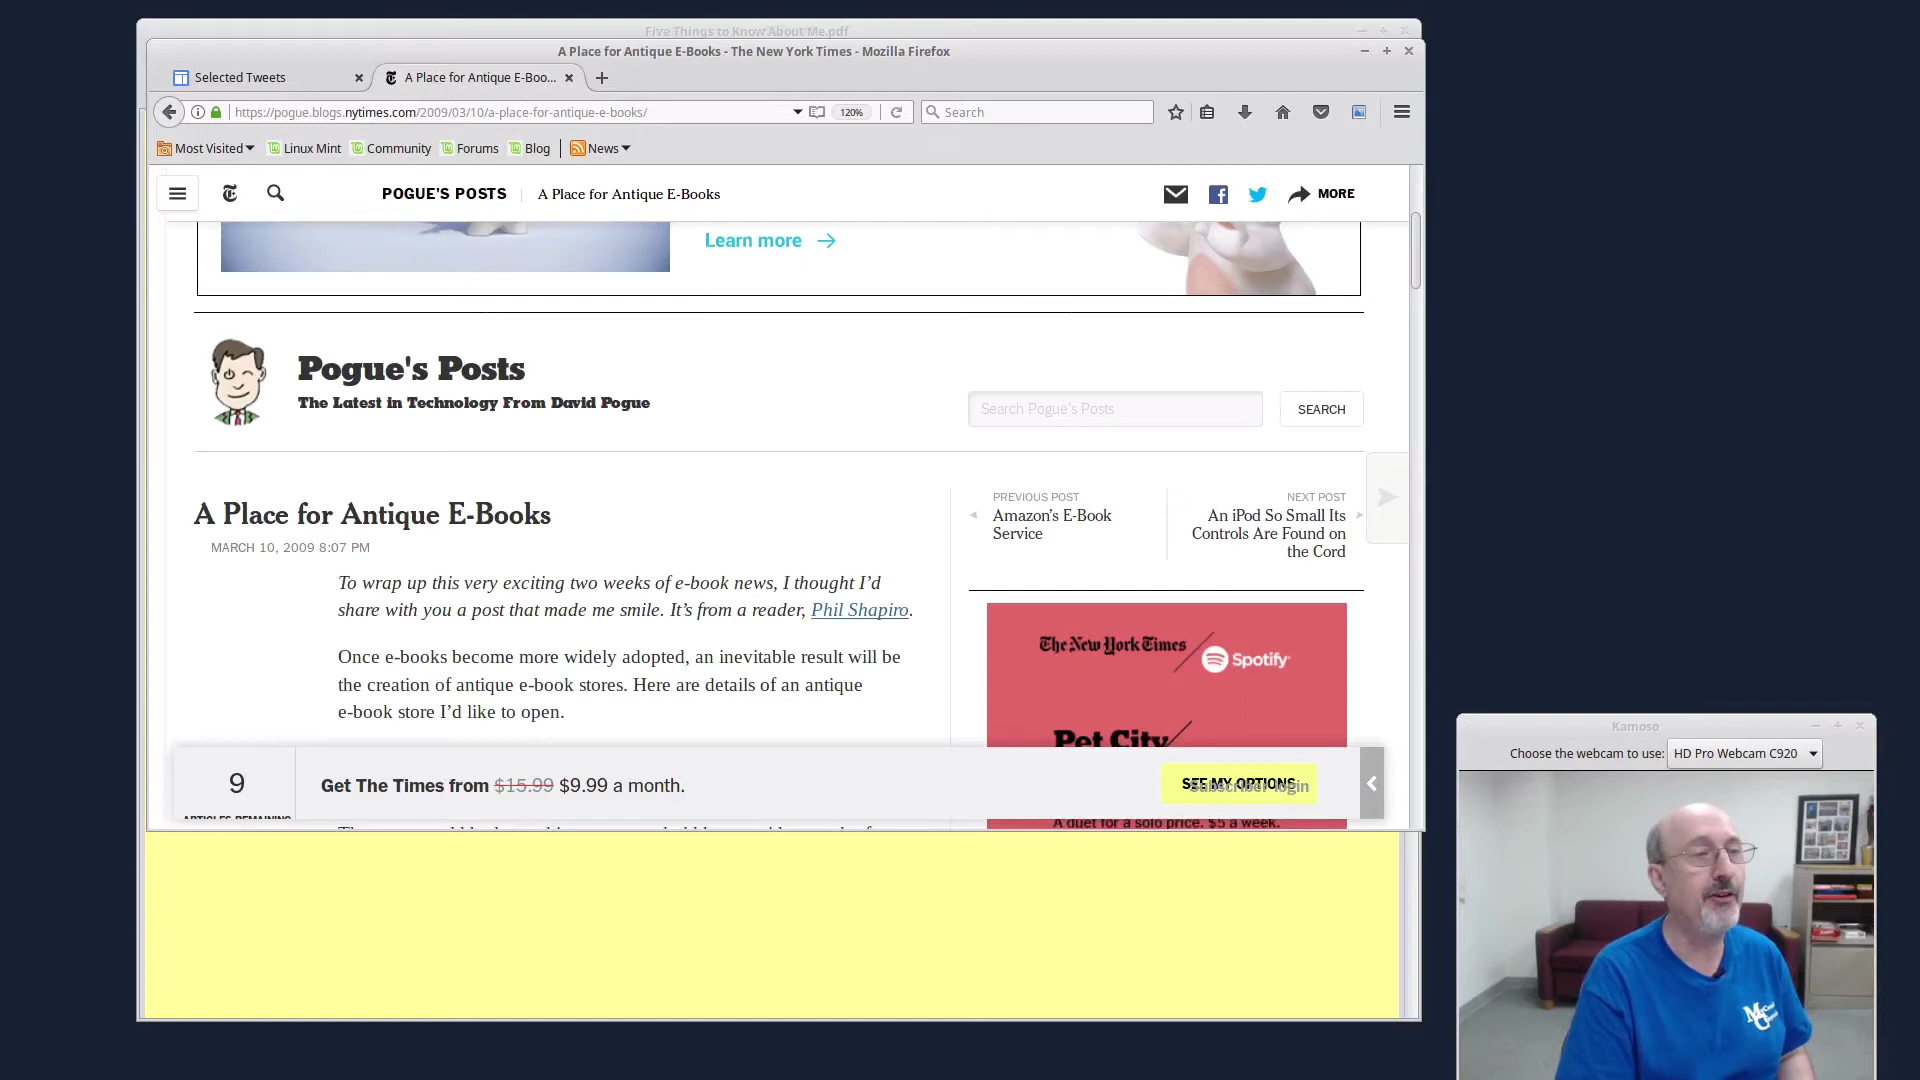 Five Things to Know About Me.pdf
A Place for Antique E-Books - The New York Times - Mozilla Firefox
Selected Tweets
A Place for Antique E-Boo...
https://pogue.blogs.nytimes.com/2009/03/10/a-place-for-antique-e-books/
120%
Search
Most Visited
Linux Mint
Community
Forums
Blog
News
POGUE'S POSTS
A Place for Antique E-Books
MORE
Learn more
Pogue's Posts
The Latest in Technology From David Pogue
Search Pogue's Posts
SEARCH
A Place for Antique E-Books
MARCH 10, 2009 8:07 PM
To wrap up this very exciting two weeks of e-book news, I thought I’d
share with you a post that made me smile. It’s from a reader, Phil Shapiro.
Once e-books become more widely adopted, an inevitable result will be
the creation of antique e-book stores. Here are details of an antique
e-book store I’d like to open.
PREVIOUS POST
Amazon’s E-Book
Service
NEXT POST
An iPod So Small Its
Controls Are Found on
the Cord
The New York Times
Spotify
Pet City
A duet for a solo price. $5 a week.
9
ARTICLES REMAINING
Get The Times from $15.99 $9.99 a month.
SEE MY OPTIONS
Subscriber login
Kamoso
Choose the webcam to use:
HD Pro Webcam C920